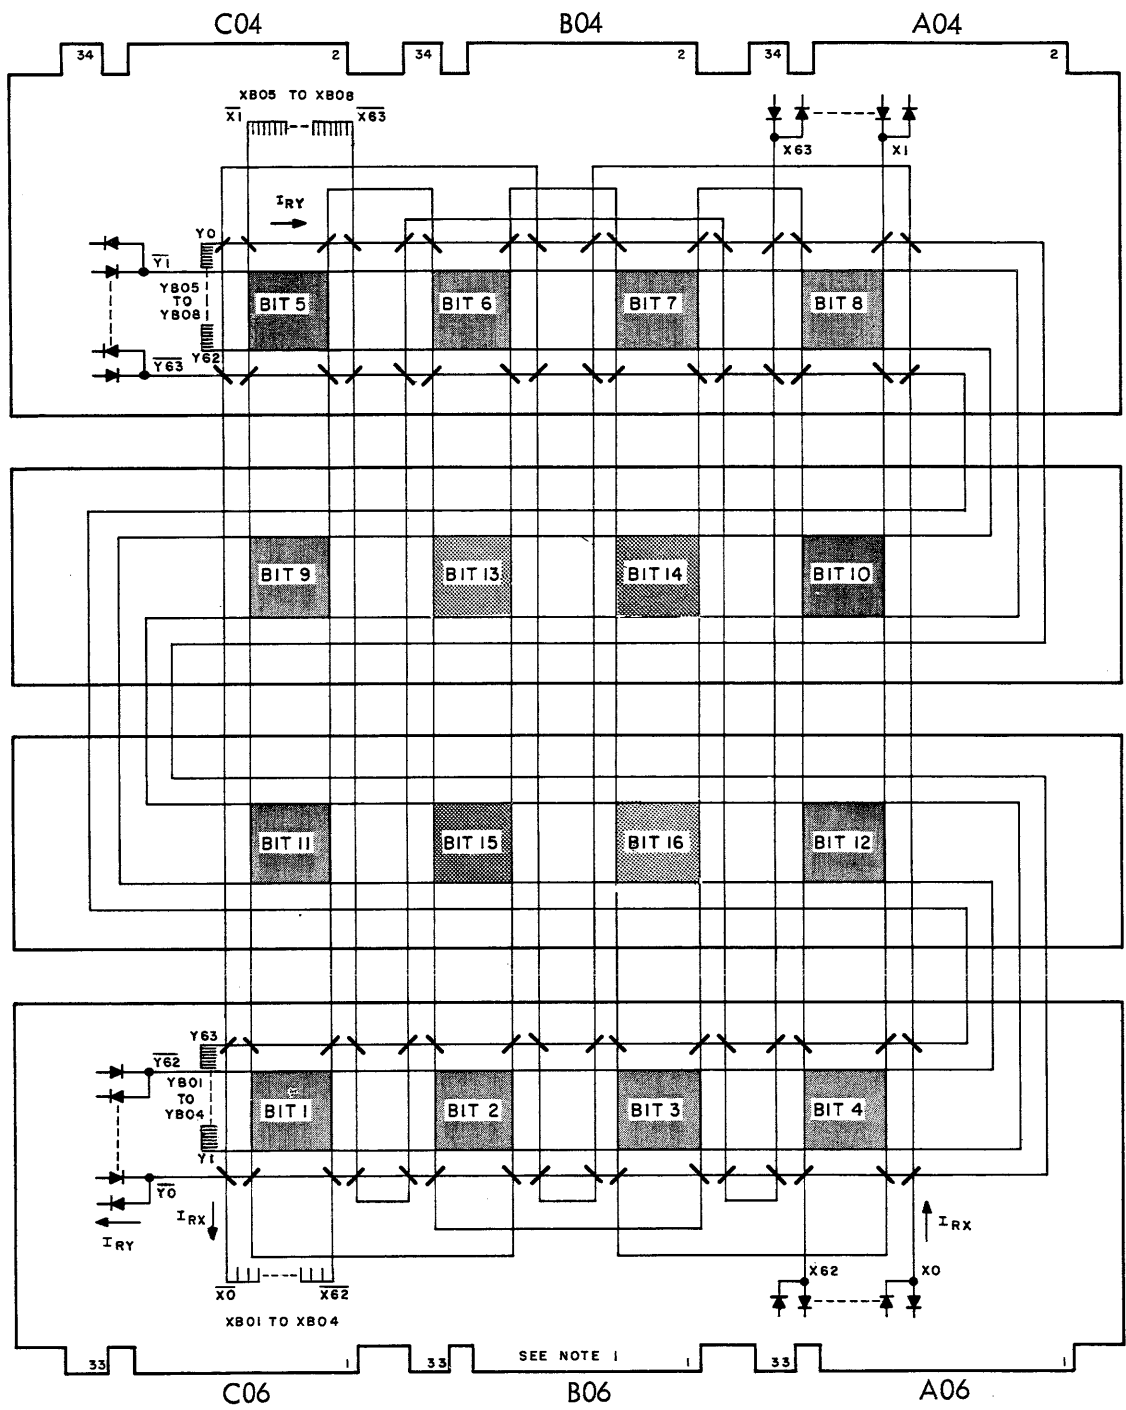 C04 B04 A04
34 2 34 2 34 2
XB05 TO XB08
X1 X63
X63 X1
IRY
Y0
Y1
YB05
TO
YB08
BIT 5 BIT 6 BIT 7 BIT 8
Y62
Y63
BIT 9 BIT 13 BIT 14 BIT 10
BIT 11 BIT 15 BIT 16 BIT 12
Y63
Y62
YB01
TO
YB04
BIT 1 BIT 2 BIT 3 BIT 4
Y1
Y0
IRX IRX
IRY
X62 X0
X0 X62
XB01 TO XB04
SEE NOTE 1
33 1 33 1 33 1
C06 B06 A06